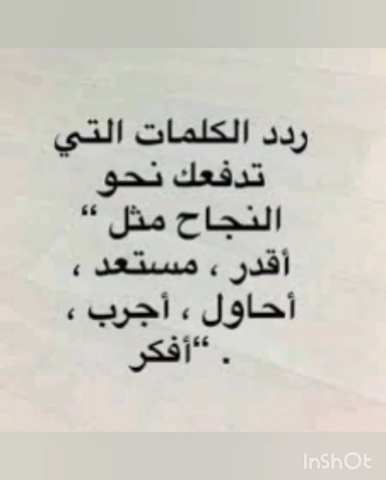 ردد الكلمات التي
تدفعك نحو
النجاح مثل “
أقدر ، مستعد ،
أحاول ، أجرب ،
أفكر“ .
InShOt